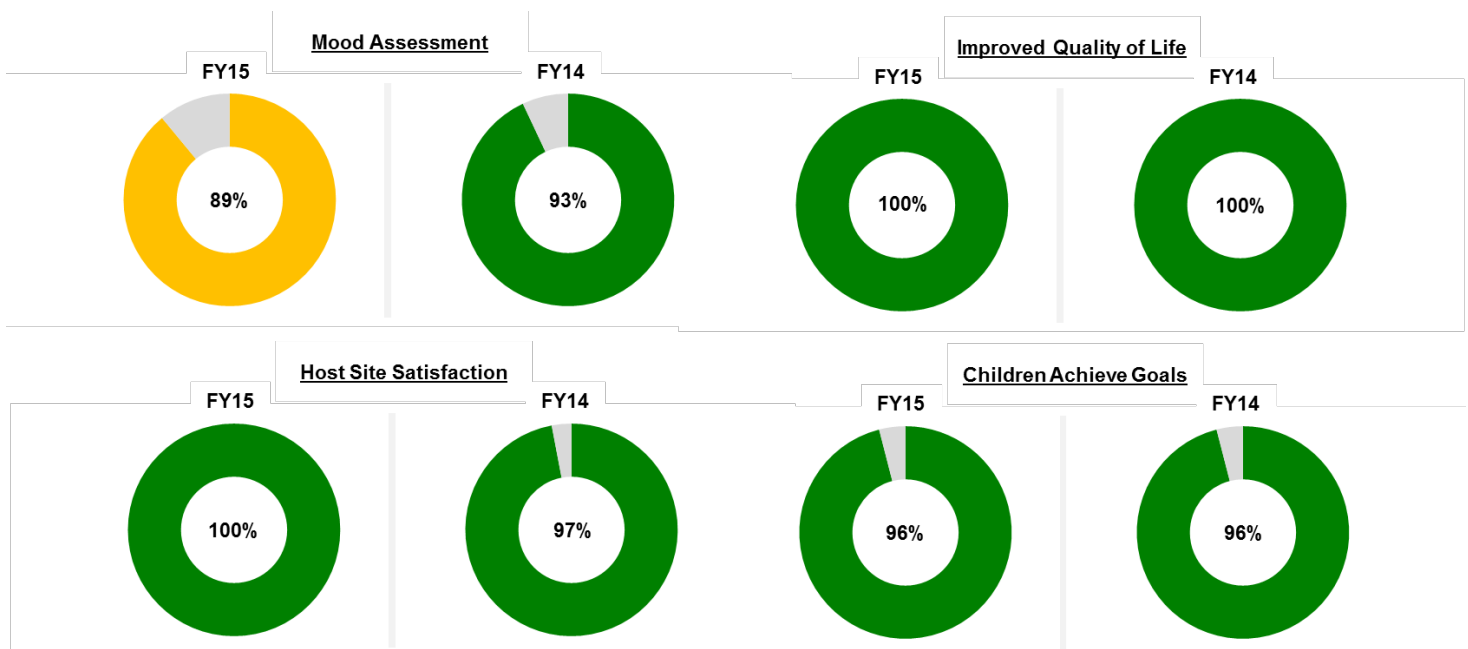 Mood Assessment
FY15
FY14
89%
93%
Improved Quality of Life
FY15
FY14
100%
100%
Host Site Satisfaction
FY15
FY14
100%
97%
Children Achieve Goals
FY15
FY14
96%
96%